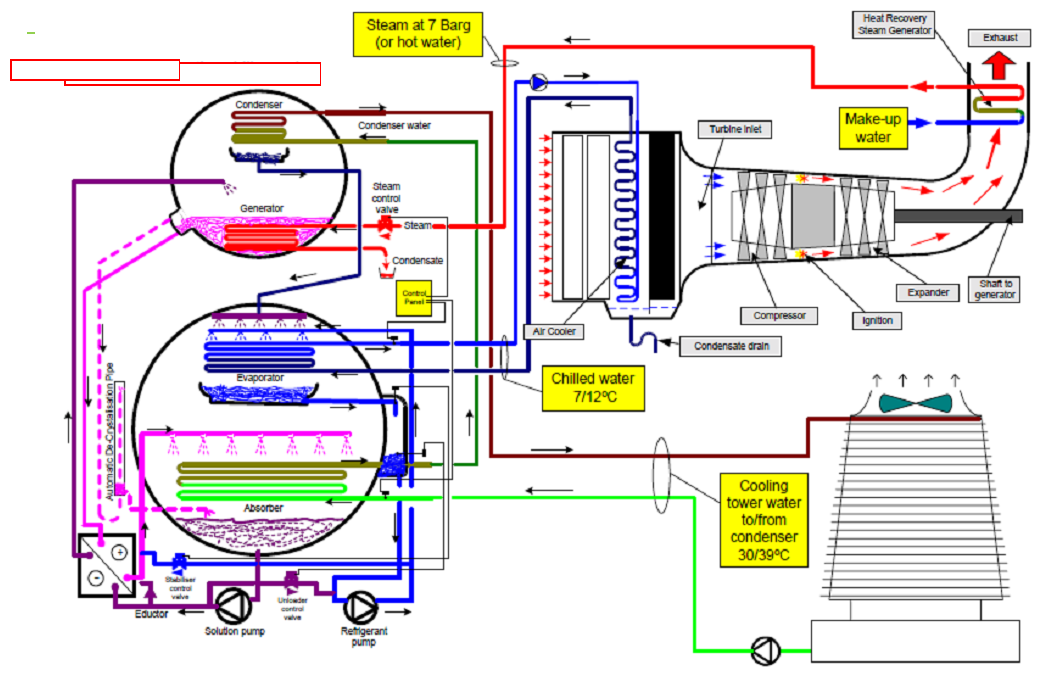 Steam at 7 Barg
(or hot water)
Heat Recovery
Steam Generator
Exhaust
Condenser
Condenser water
Turbine inlet
Make-up
water
Steam
control
valve
Generator
Steam
Condensate
Control
Panel
Shaft to
generator
Expander
Compressor
Ignition
Air Cooler
Condensate drain
Evaporator
Chilled water
7/12ºC
Automatic De-Crystalisation Pipe
Absorber
Cooling
tower water
to/from
condenser
30/39ºC
+
-
Stabiliser
control
valve
Eductor
Solution pump
Unloader
control
valve
Refrigerant
pump